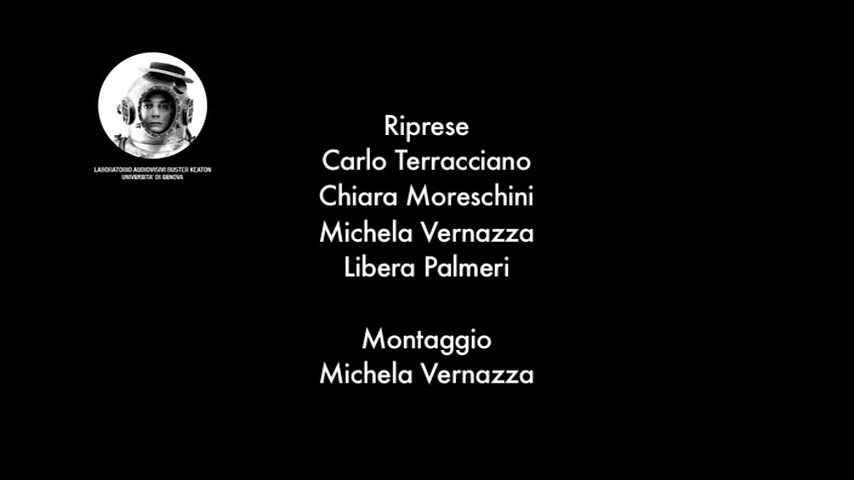 LABORATORIO AUDIOVISIVI BUSTER KEATON
UNIVERSITA' DI GENOVA
Riprese
Carlo Terracciano
Chiara Moreschini
Michela Vernazza
Libera Palmeri
Montaggio
Michela Vernazza